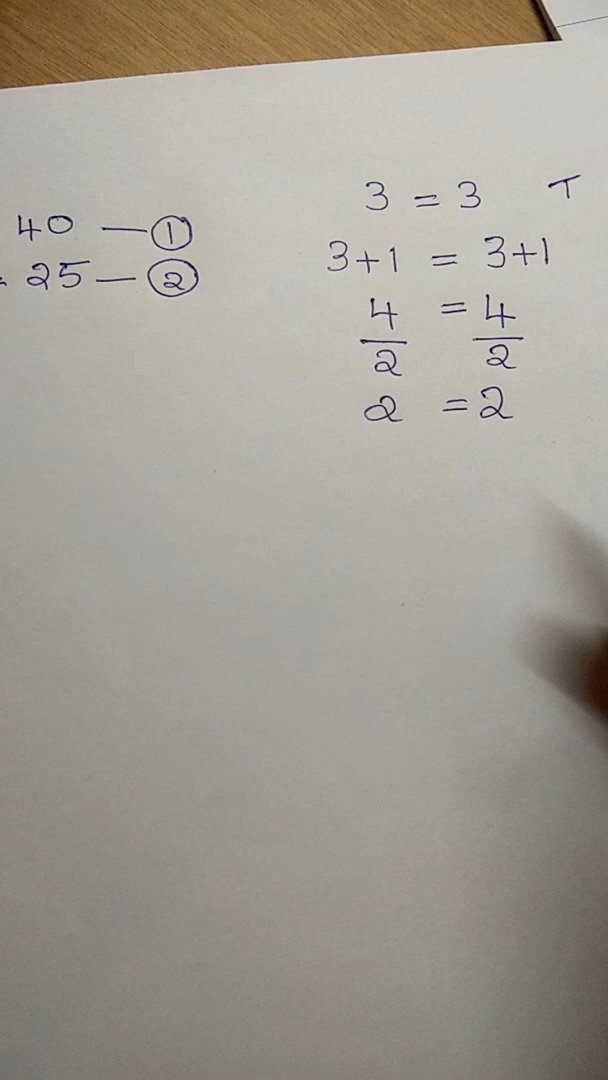 40 — ①
= 25 — ②
3 = 3 T
3+1 = 3+1
4/2 = 4/2
2 = 2